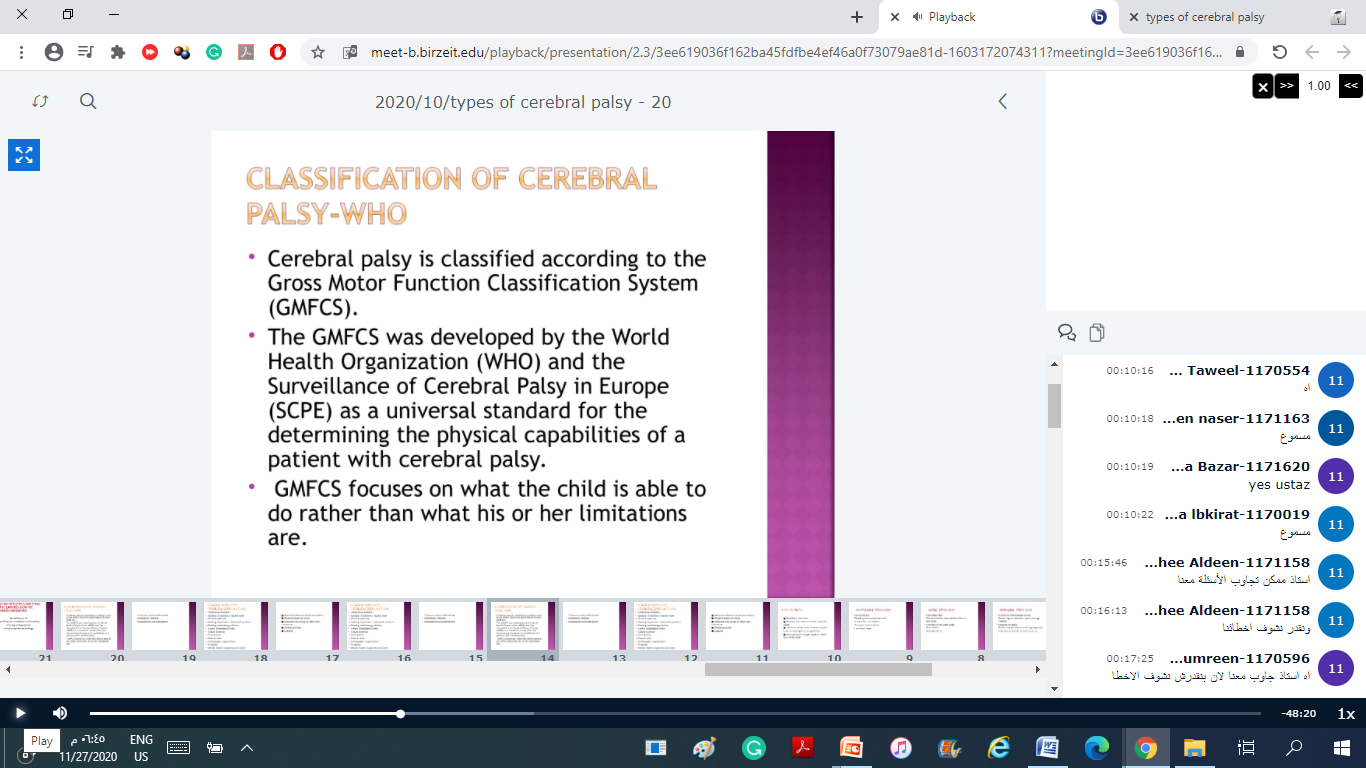 Playback
types of cerebral palsy
meet-b.birzeit.edu/playback/presentation/2.3/3ee619036f162ba45fdfbe4ef46a0f73079ae81d-1603172074311?meetingId=3ee619036f16...
2020/10/types of cerebral palsy - 20
>>
1.00
<<
CLASSIFICATION OF CEREBRAL
PALSY-WHO
• Cerebral palsy is classified according to the
Gross Motor Function Classification System
(GMFCS).
• The GMFCS was developed by the World
Health Organization (WHO) and the
Surveillance of Cerebral Palsy in Europe
(SCPE) as a universal standard for the
determining the physical capabilities of a
patient with cerebral palsy.
• GMFCS focuses on what the child is able to
do rather than what his or her limitations
are.
21 20 19 18 17 16 15 14 13 12 11 10 9 8
00:10:16 ... Taweel-1170554 11
اه
00:10:18 ...en naser-1171163 11
مسموع
00:10:19 ...a Bazar-1171620 11
yes ustaz
00:10:22 ...a lbkirat-1170019 11
مسموع
00:15:46 ...hee Aldeen-1171158 11
استاذ ممكن تجاوب الأسئلة معنا
00:16:13 ...hee Aldeen-1171158 11
ونقدر نشوف اخطائنا
00:17:25 ...umreen-1170596 11
اه استاذ جاوب معنا لان بنقدرش نشوف الاخطا
-48:20 1x
Play
م ٠٦:٤٥
11/27/2020
ENG
US